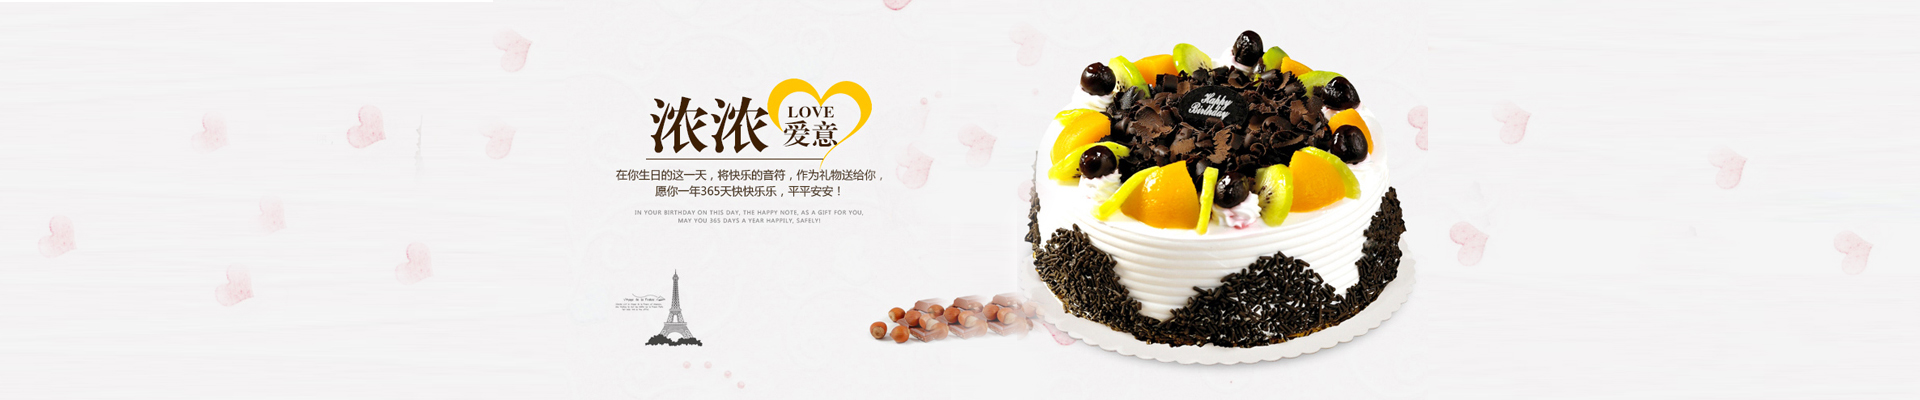 浓浓
LOVE
爱意
在你生日的这一天，将快乐的音符，作为礼物送给你，
愿你一年365天快快乐乐，平平安安！
IN YOUR BIRTHDAY ON THIS DAY, THE HAPPY NOTE, AS A GIFT FOR YOU,
MAY YOU 365 DAYS A YEAR HAPPILY, SAFELY!
Happy
Birthday